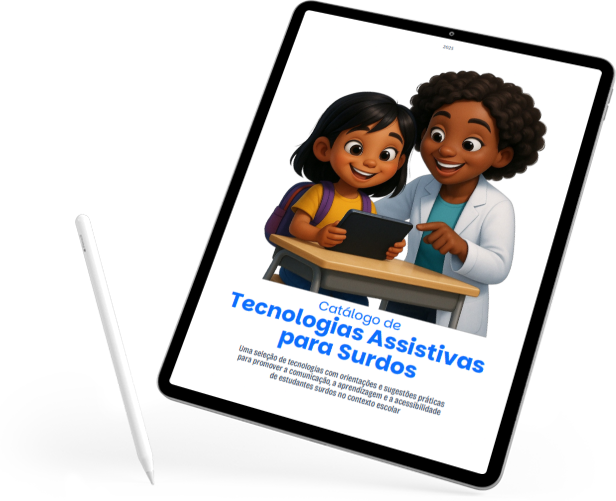 2025
Catálogo de
Tecnologias Assistivas
para Surdos
Uma seleção de tecnologias com orientações e sugestões práticas
para promover a comunicação, a aprendizagem e a acessibilidade
de estudantes surdos no contexto escolar